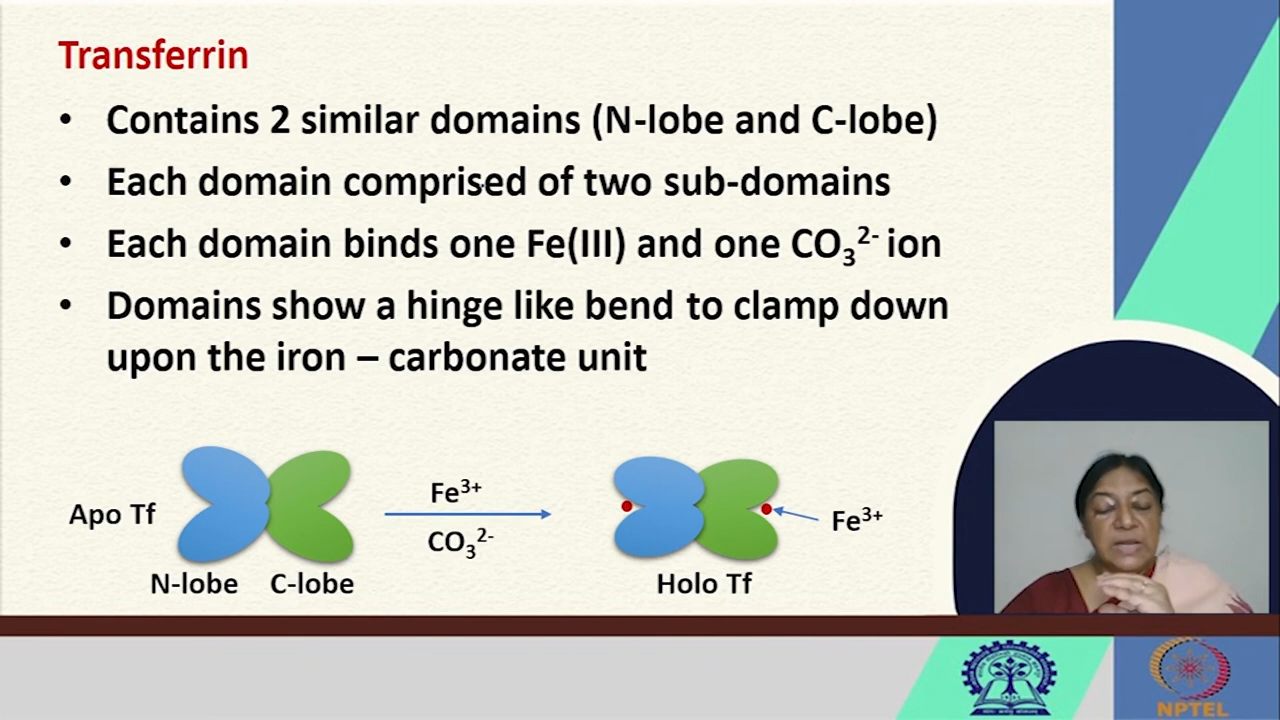 Transferrin
• Contains 2 similar domains (N-lobe and C-lobe)
• Each domain comprised of two sub-domains
• Each domain binds one Fe(III) and one CO₃²⁻ ion
• Domains show a hinge like bend to clamp down
upon the iron – carbonate unit
Apo Tf
Fe³⁺
CO₃²⁻
N-lobe C-lobe
Fe³⁺
Holo Tf
NPTEL